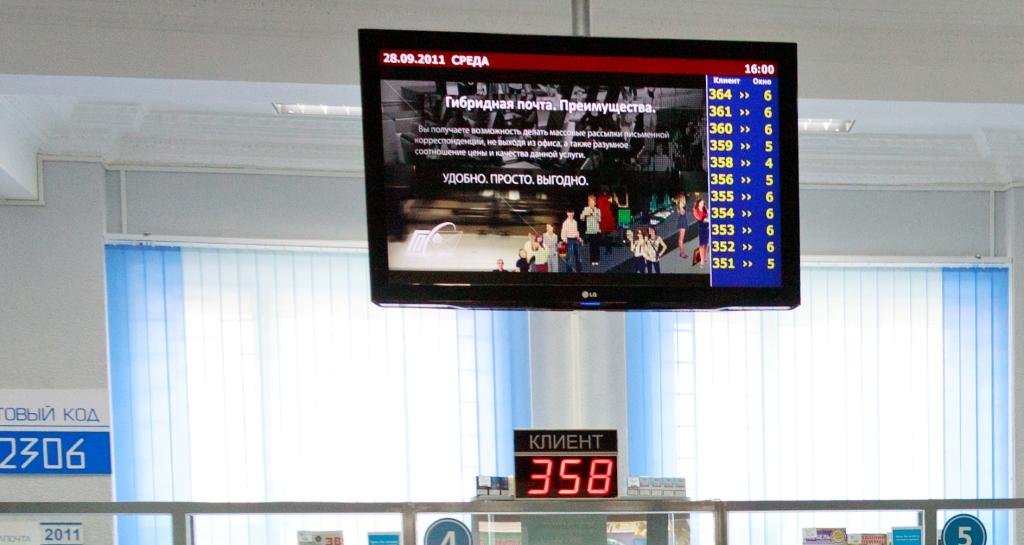 28.09.2011 СРЕДА
16:00
Клиент Окно
364 ›› 6
361 ›› 6
360 ›› 6
359 ›› 5
358 ›› 4
356 ›› 5
355 ›› 6
354 ›› 6
353 ›› 6
352 ›› 6
351 ›› 5
Гибридная почта. Преимущества.
Вы получаете возможность делать массовые рассылки письменной
корреспонденции, не выходя из офиса, а также разумное
соотношение цены и качества данной услуги.
УДОБНО. ПРОСТО. ВЫГОДНО.
LG
ТОВЫЙ КОД
2306
КЛИЕНТ
358
2011
4
5